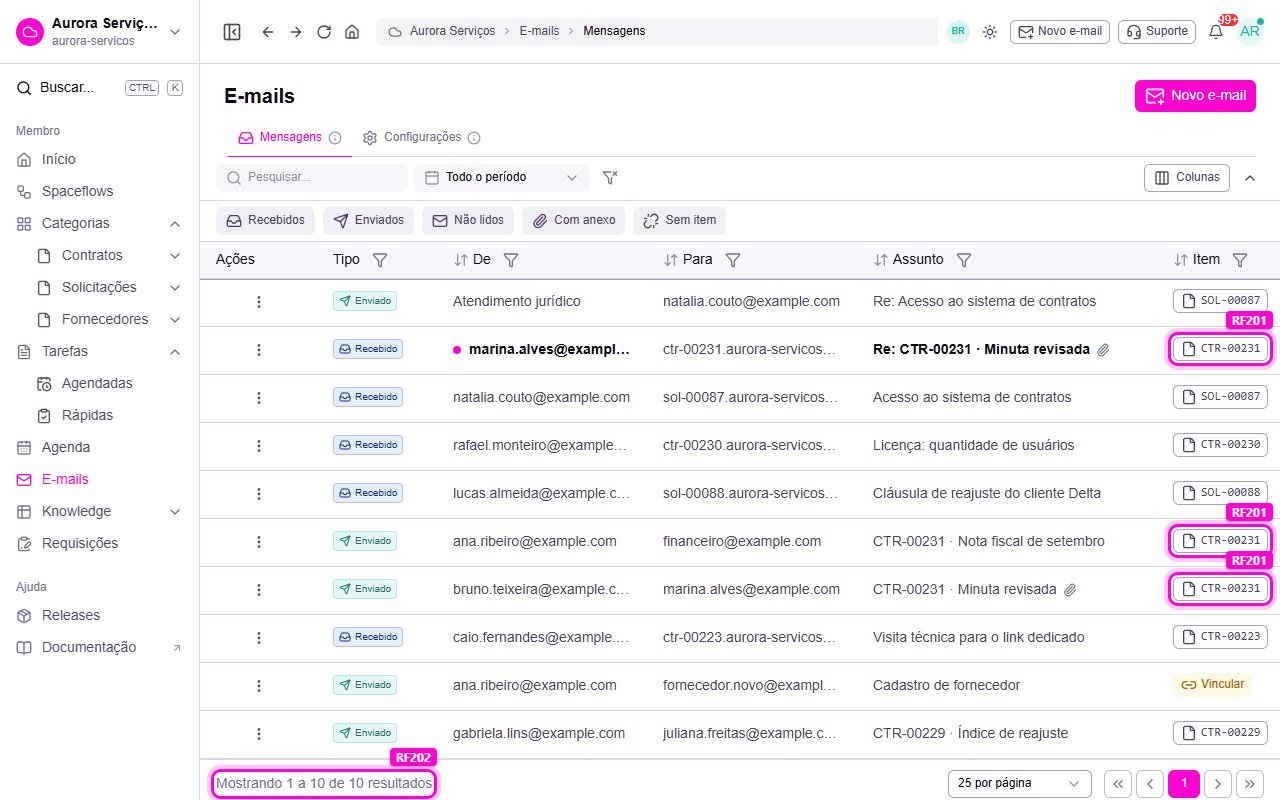 Aurora Serviç...
aurora-servicos
Aurora Serviços > E-mails > Mensagens
BR
Novo e-mail
Suporte
99+
AR
Buscar...
CTRL K
Membro
Início
Spaceflows
Categorias
Contratos
Solicitações
Fornecedores
Tarefas
Agendadas
Rápidas
Agenda
E-mails
Knowledge
Requisições
Ajuda
Releases
Documentação
E-mails
Novo e-mail
Mensagens
Configurações
Pesquisar...
Todo o período
Colunas
Recebidos
Enviados
Não lidos
Com anexo
Sem item
Ações Tipo De Para Assunto Item
Enviado Atendimento jurídico natalia.couto@example.com Re: Acesso ao sistema de contratos SOL-00087
RF201
Recebido marina.alves@exampl... ctr-00231.aurora-servicos... Re: CTR-00231 · Minuta revisada CTR-00231
Recebido natalia.couto@example.com sol-00087.aurora-servicos... Acesso ao sistema de contratos SOL-00087
Recebido rafael.monteiro@example... ctr-00230.aurora-servicos... Licença: quantidade de usuários CTR-00230
Recebido lucas.almeida@example.c... sol-00088.aurora-servicos... Cláusula de reajuste do cliente Delta SOL-00088
RF201
Enviado ana.ribeiro@example.com financeiro@example.com CTR-00231 · Nota fiscal de setembro CTR-00231
RF201
Enviado bruno.teixeira@example.c... marina.alves@example.com CTR-00231 · Minuta revisada CTR-00231
Recebido caio.fernandes@example.... ctr-00223.aurora-servicos... Visita técnica para o link dedicado CTR-00223
Enviado ana.ribeiro@example.com fornecedor.novo@exampl... Cadastro de fornecedor Vincular
Enviado gabriela.lins@example.com juliana.freitas@example.c... CTR-00229 · Índice de reajuste CTR-00229
RF202
Mostrando 1 a 10 de 10 resultados
25 por página
1